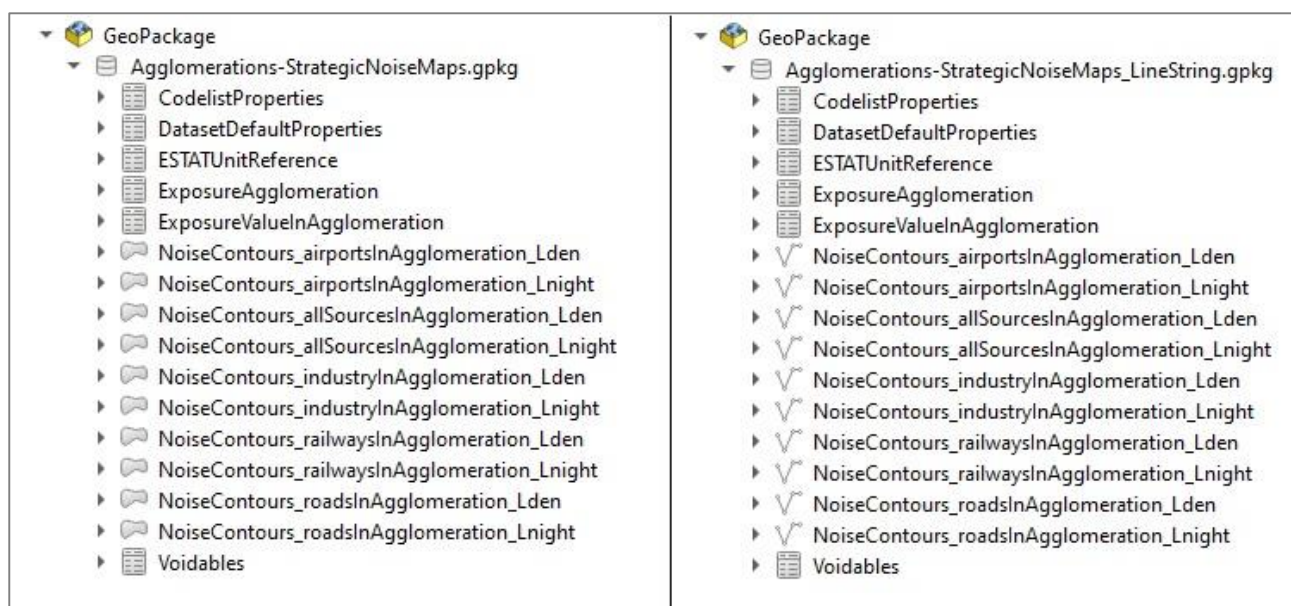 GeoPackage
Agglomerations-StrategicNoiseMaps.gpkg
CodelistProperties
DatasetDefaultProperties
ESTATUnitReference
ExposureAgglomeration
ExposureValueInAgglomeration
NoiseContours_airportsInAgglomeration_Lden
NoiseContours_airportsInAgglomeration_Lnight
NoiseContours_allSourcesInAgglomeration_Lden
NoiseContours_allSourcesInAgglomeration_Lnight
NoiseContours_industryInAgglomeration_Lden
NoiseContours_industryInAgglomeration_Lnight
NoiseContours_railwaysInAgglomeration_Lden
NoiseContours_railwaysInAgglomeration_Lnight
NoiseContours_roadsInAgglomeration_Lden
NoiseContours_roadsInAgglomeration_Lnight
Voidables
GeoPackage
Agglomerations-StrategicNoiseMaps_LineString.gpkg
CodelistProperties
DatasetDefaultProperties
ESTATUnitReference
ExposureAgglomeration
ExposureValueInAgglomeration
NoiseContours_airportsInAgglomeration_Lden
NoiseContours_airportsInAgglomeration_Lnight
NoiseContours_allSourcesInAgglomeration_Lden
NoiseContours_allSourcesInAgglomeration_Lnight
NoiseContours_industryInAgglomeration_Lden
NoiseContours_industryInAgglomeration_Lnight
NoiseContours_railwaysInAgglomeration_Lden
NoiseContours_railwaysInAgglomeration_Lnight
NoiseContours_roadsInAgglomeration_Lden
NoiseContours_roadsInAgglomeration_Lnight
Voidables